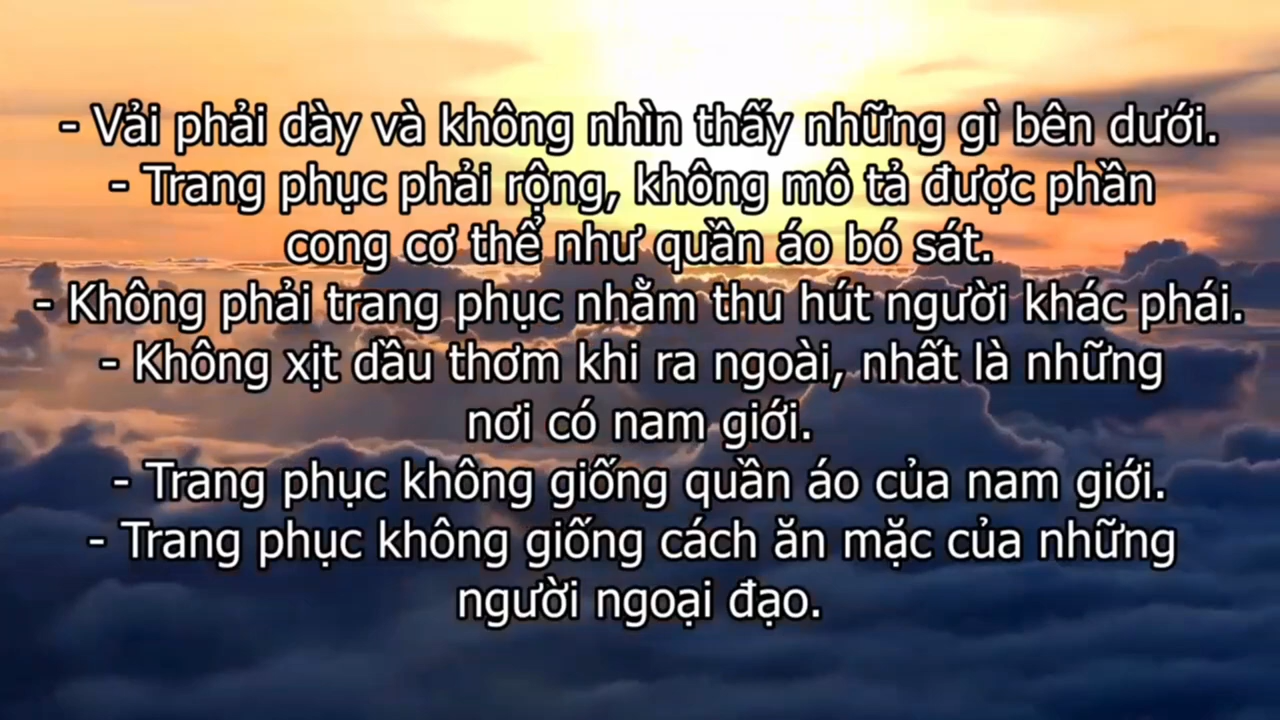 - Vải phải dày và không nhìn thấy những gì bên dưới.
- Trang phục phải rộng, không mô tả được phần
cong cơ thể như quần áo bó sát.
- Không phải trang phục nhằm thu hút người khác phái.
- Không xịt dầu thơm khi ra ngoài, nhất là những
nơi có nam giới.
- Trang phục không giống quần áo của nam giới.
- Trang phục không giống cách ăn mặc của những
người ngoại đạo.